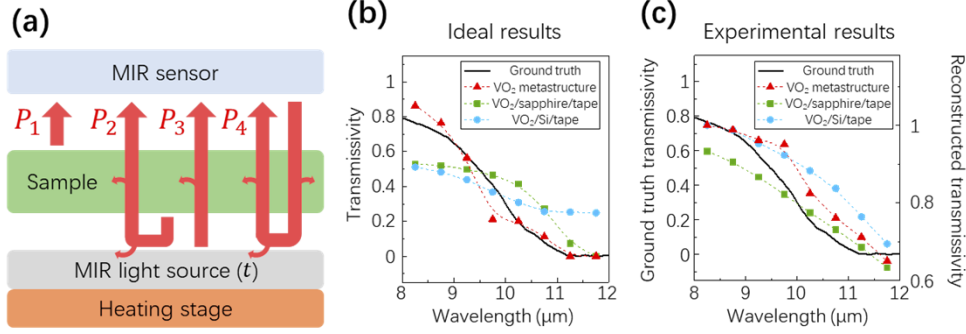 (a)
MIR sensor
P₁ P₂ P₃ P₄
Sample
MIR light source (t)
Heating stage
(b)
Ideal results
Ground truth
VO₂ metastructure
VO₂/sapphire/tape
VO₂/Si/tape
Transmissivity
1
0.8
0.6
0.4
0.2
0
8 9 10 11 12
Wavelength (μm)
(c)
Experimental results
Ground truth
VO₂ metastructure
VO₂/sapphire/tape
VO₂/Si/tape
Ground truth transmissivity
1
0.8
0.6
0.4
0.2
0
8 9 10 11 12
Wavelength (μm)
1
0.8
0.6
Reconstructed transmissivity